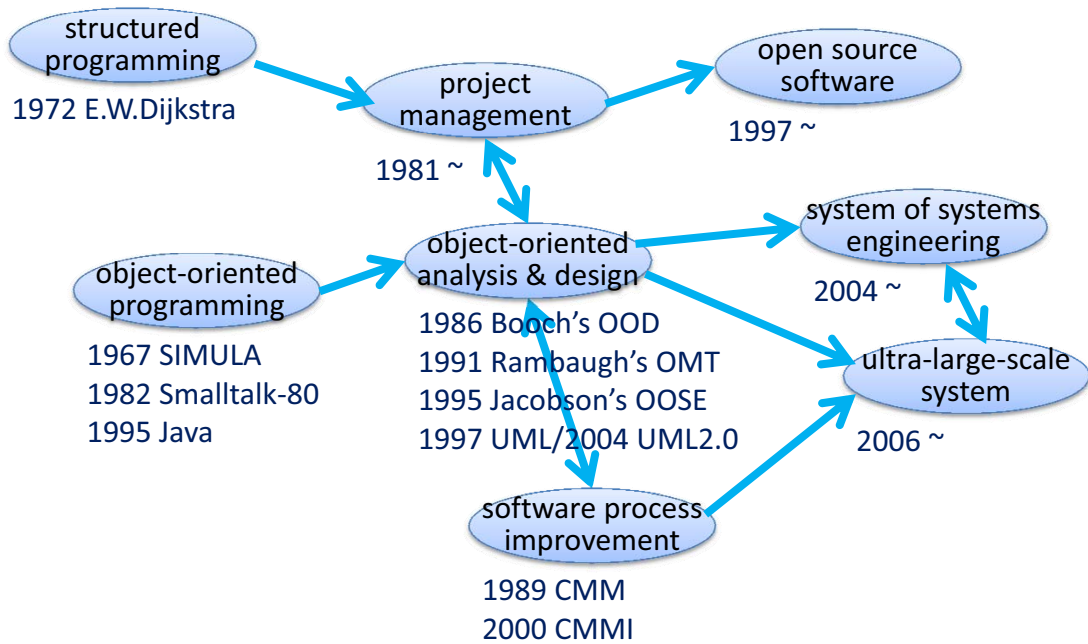 structured
programming
1972 E.W.Dijkstra
project
management
1981 ~
open source
software
1997 ~
object-oriented
programming
1967 SIMULA
1982 Smalltalk-80
1995 Java
object-oriented
analysis & design
1986 Booch’s OOD
1991 Rambaugh’s OMT
1995 Jacobson’s OOSE
1997 UML/2004 UML2.0
system of systems
engineering
2004 ~
ultra-large-scale
system
2006 ~
software process
improvement
1989 CMM
2000 CMMI